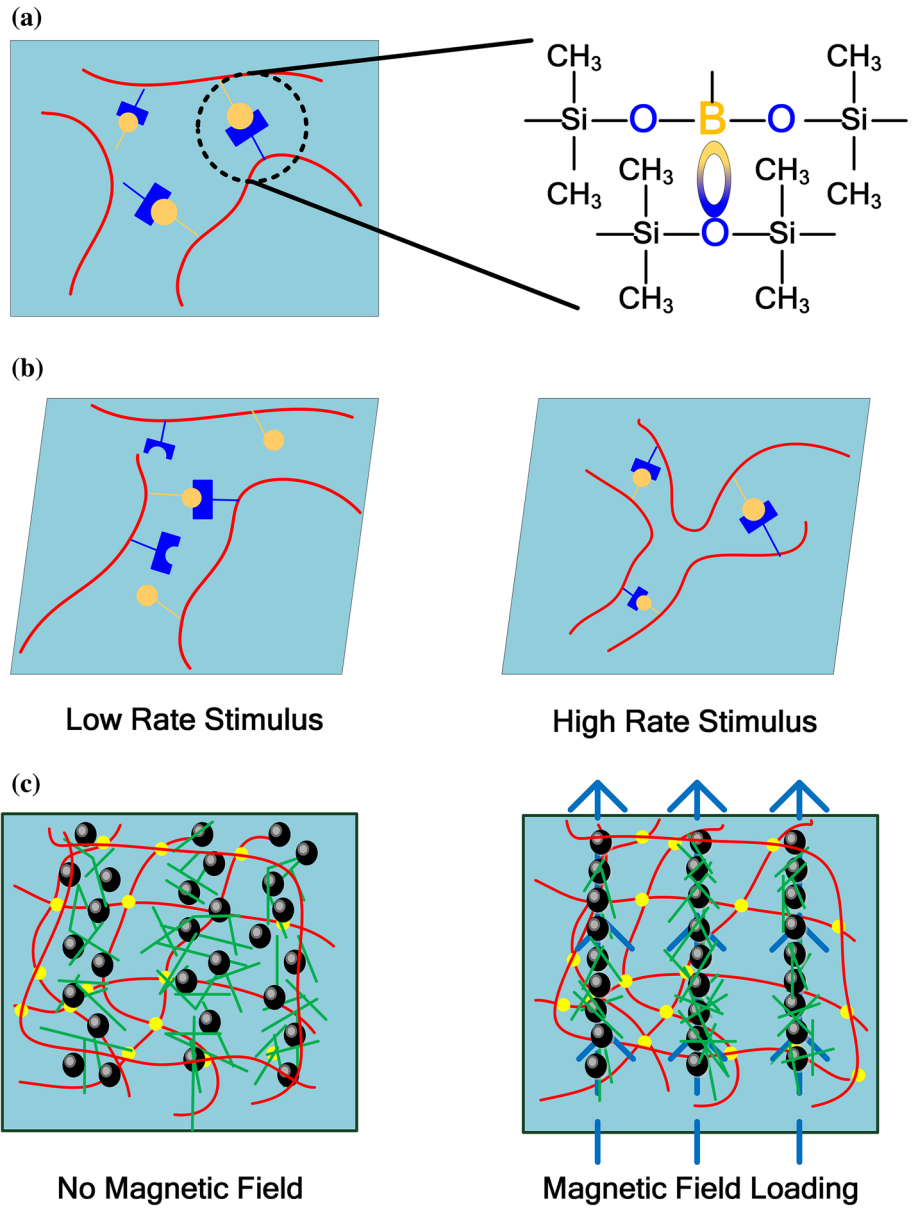 (a)
CH3 CH3
Si O B O Si
CH3 CH3 CH3 CH3
Si O Si
CH3 CH3
(b)
Low Rate Stimulus High Rate Stimulus
(c)
No Magnetic Field Magnetic Field Loading